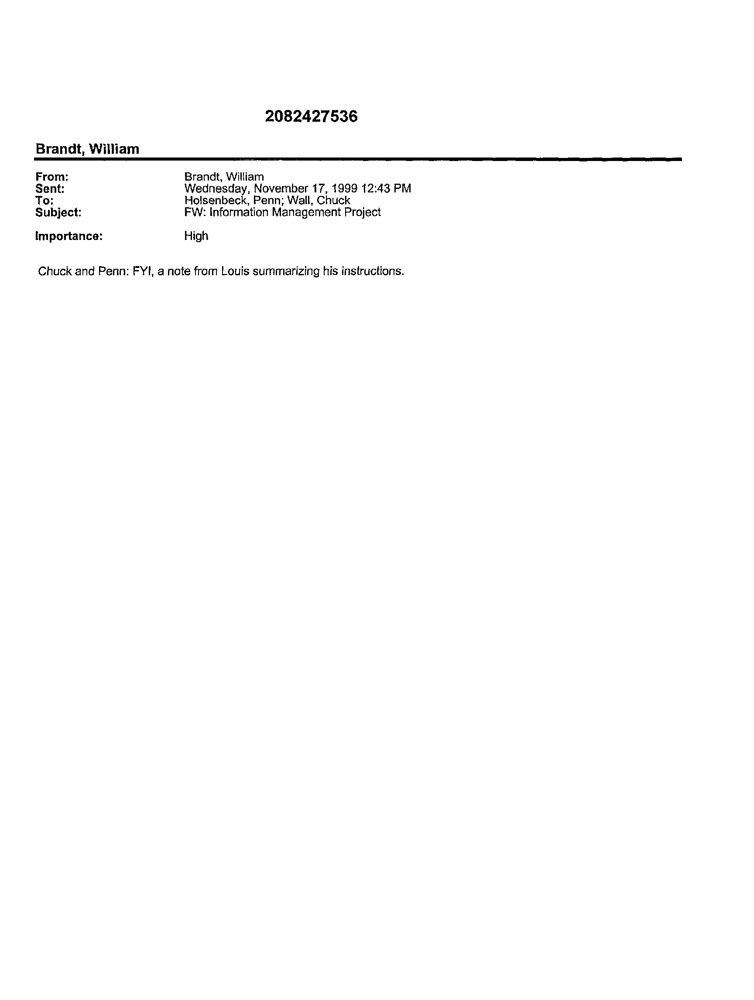 2082427536
Brandt, William
From: Brandt, William
Sent: Wednesday, November 17, 1999 12:43 PM
To: Holsenbeck, Penn; Wall, Chuck
Subject: FW: Information Management Project
Importance: High
Chuck and Penn: FYI, a note from Louis summarizing his instructions.